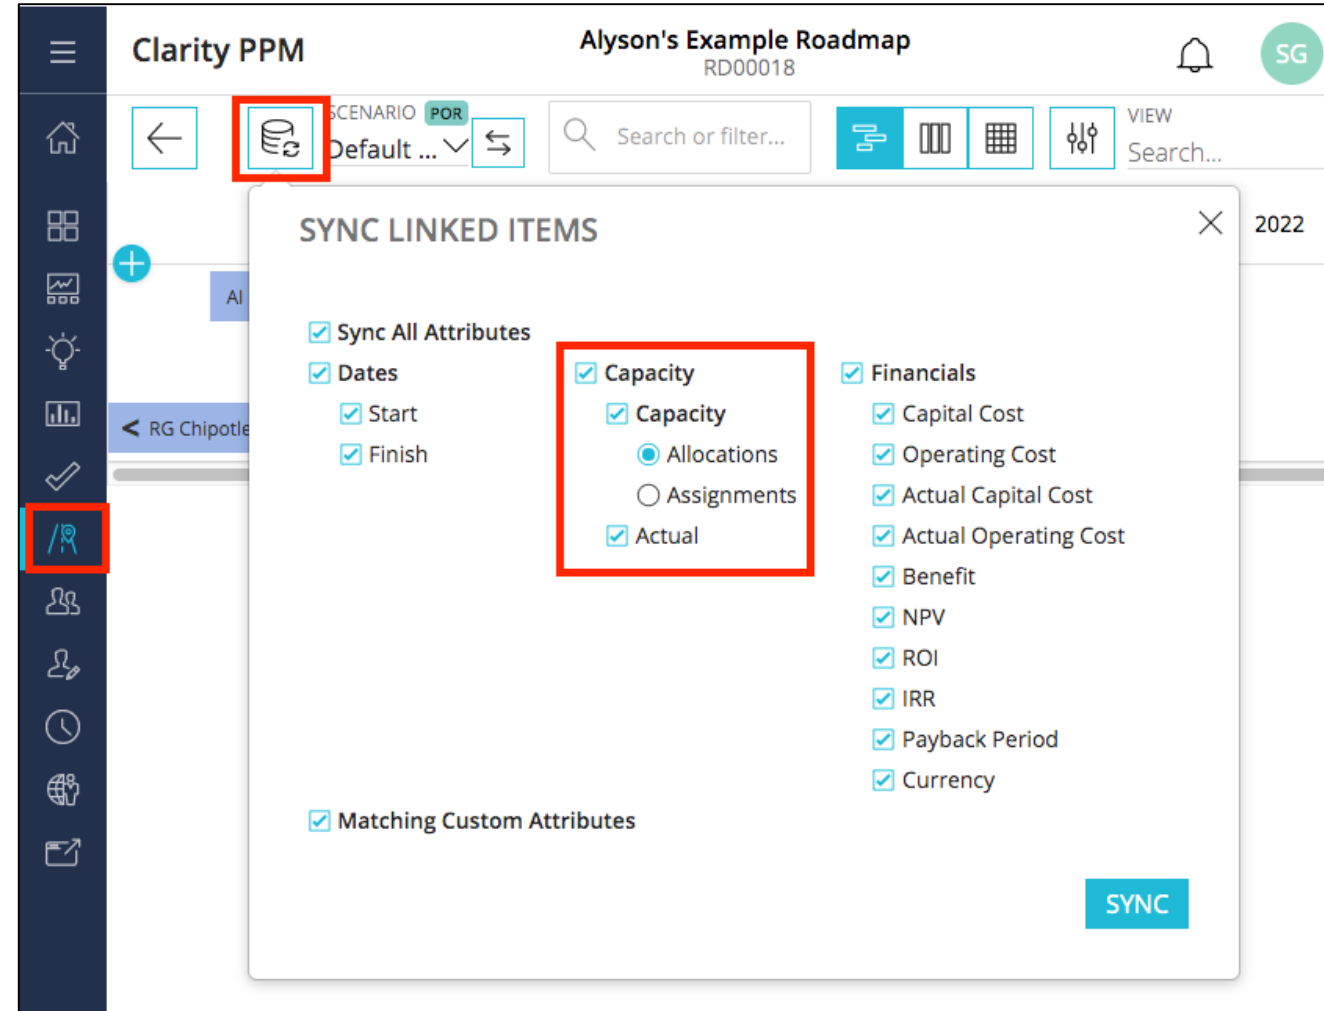 Clarity PPM
Alyson's Example Roadmap
RD00018
SG
SCENARIO POR
Default ...
Search or filter...
VIEW
Search...
SYNC LINKED ITEMS
2022
AI
RG Chipotle
Sync All Attributes
Dates
Start
Finish
Capacity
Capacity
Allocations
Assignments
Actual
Financials
Capital Cost
Operating Cost
Actual Capital Cost
Actual Operating Cost
Benefit
NPV
ROI
IRR
Payback Period
Currency
Matching Custom Attributes
SYNC